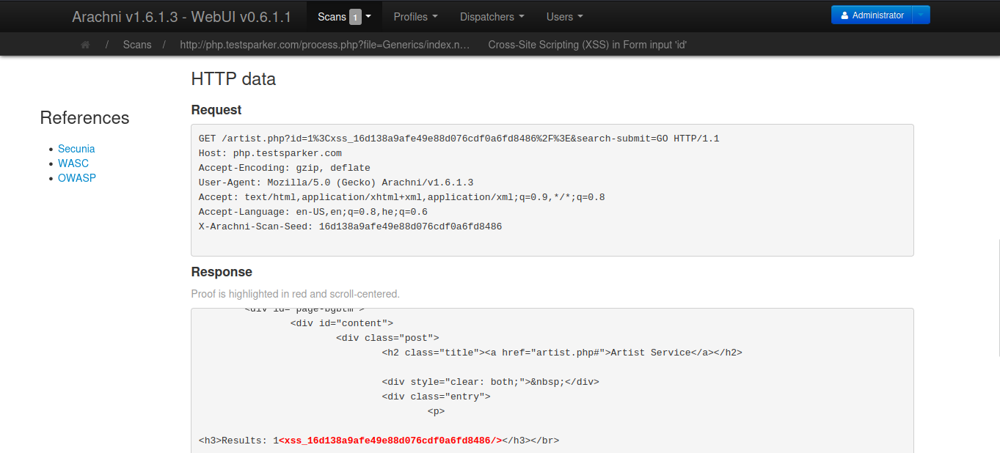 Arachni v1.6.1.3 - WebUI v0.6.1.1 Scans 1 Profiles Dispatchers Users Administrator
/ Scans / http://php.testsparker.com/process.php?file=Generics/index.n… Cross-Site Scripting (XSS) in Form input 'id'
References
Secunia
WASC
OWASP
HTTP data
Request
GET /artist.php?id=1%3Cxss_16d138a9afe49e88d076cdf0a6fd8486%2F%3E&search-submit=GO HTTP/1.1
Host: php.testsparker.com
Accept-Encoding: gzip, deflate
User-Agent: Mozilla/5.0 (Gecko) Arachni/v1.6.1.3
Accept: text/html,application/xhtml+xml,application/xml;q=0.9,*/*;q=0.8
Accept-Language: en-US,en;q=0.8,he;q=0.6
X-Arachni-Scan-Seed: 16d138a9afe49e88d076cdf0a6fd8486
Response
Proof is highlighted in red and scroll-centered.
<div id="page-bgbtm">
<div id="content">
<div class="post">
<h2 class="title"><a href="artist.php#">Artist Service</a></h2>
<div style="clear: both;">&nbsp;</div>
<div class="entry">
<p>
<h3>Results: 1<xss_16d138a9afe49e88d076cdf0a6fd8486/></h3></br>